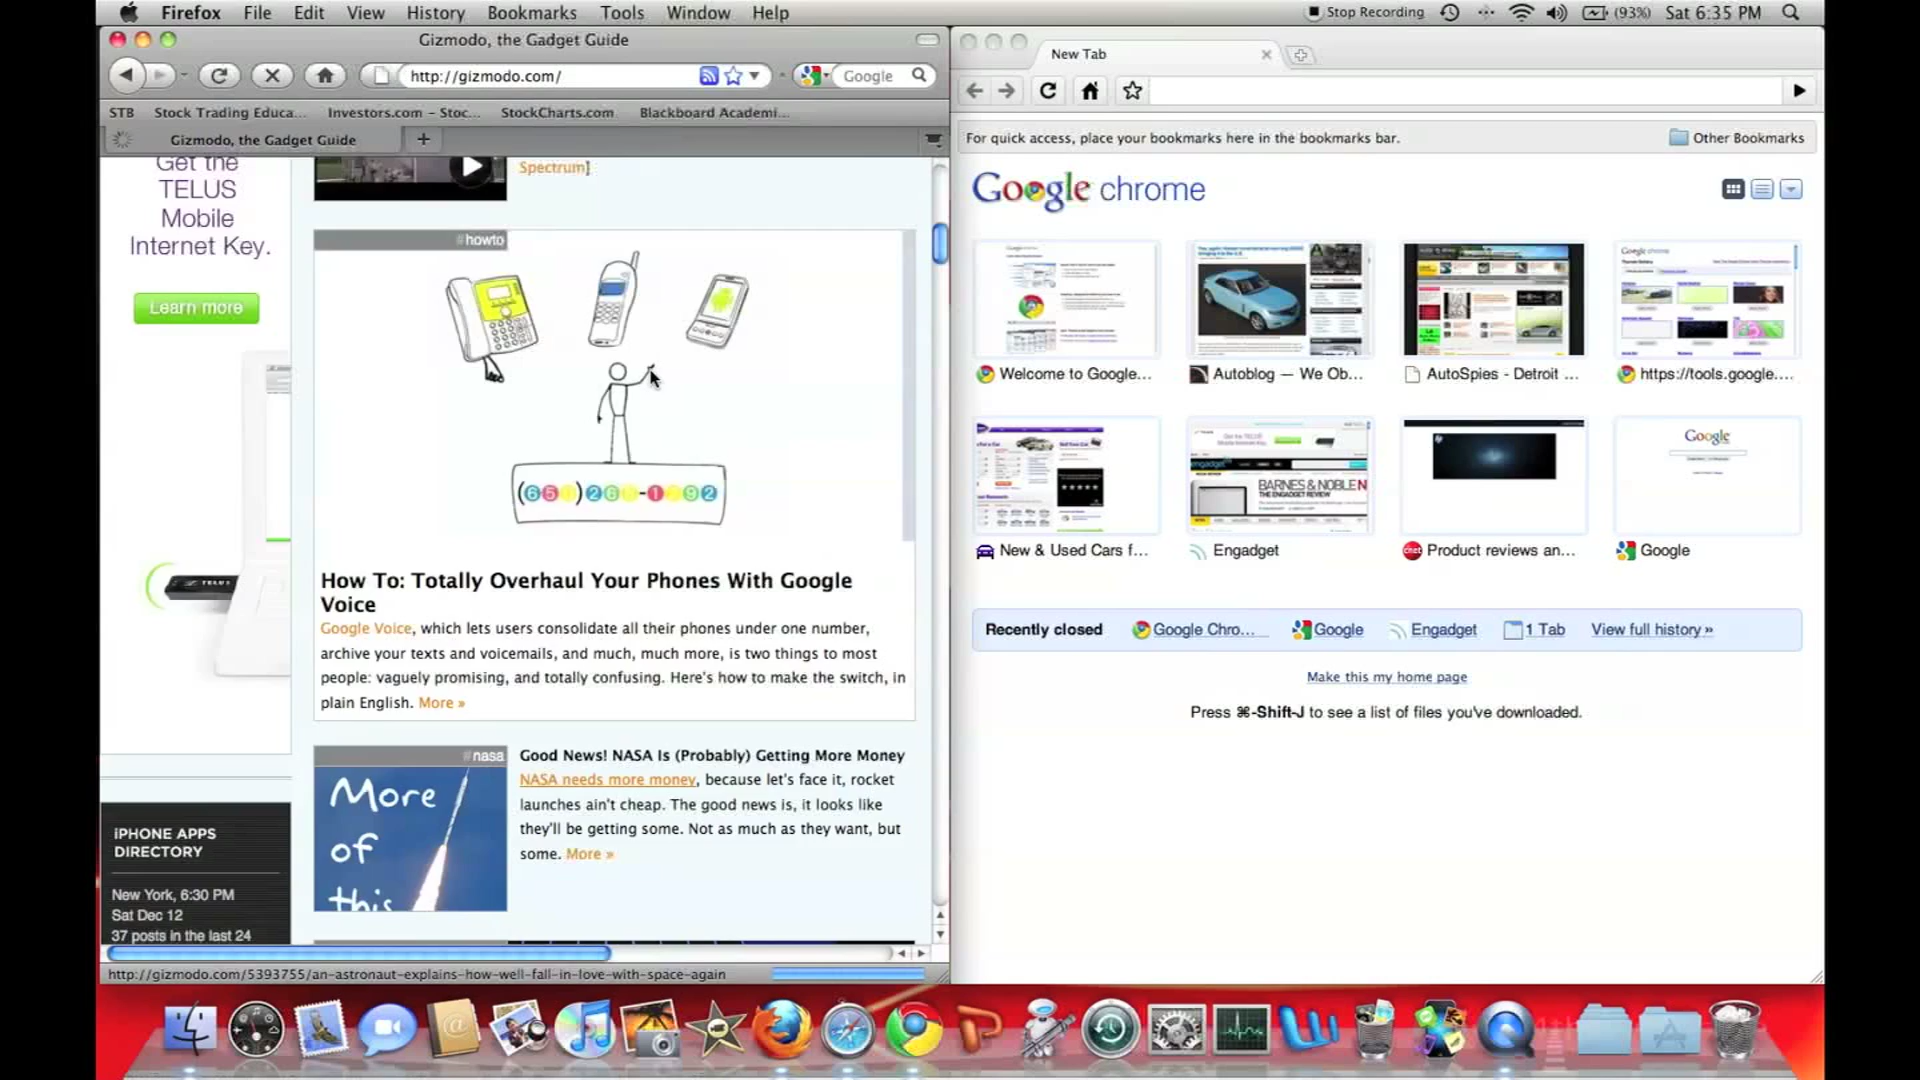 Firefox File Edit View History Bookmarks Tools Window Help
Stop Recording (93%) Sat 6:35 PM
Gizmodo, the Gadget Guide
http://gizmodo.com/
Google
STB Stock Trading Educa... Investors.com – Stoc... StockCharts.com Blackboard Academi...
Gizmodo, the Gadget Guide
Get the
TELUS
Mobile
Internet Key.
Learn more
TELUS
iPHONE APPS
DIRECTORY
New York, 6:30 PM
Sat Dec 12
37 posts in the last 24
Spectrum]
#howto
How To: Totally Overhaul Your Phones With Google
Voice
Google Voice, which lets users consolidate all their phones under one number,
archive your texts and voicemails, and much, much more, is two things to most
people: vaguely promising, and totally confusing. Here's how to make the switch, in
plain English. More »
#nasa
More
of
this
Good News! NASA Is (Probably) Getting More Money
NASA needs more money, because let's face it, rocket
launches ain't cheap. The good news is, it looks like
they'll be getting some. Not as much as they want, but
some. More »
http://gizmodo.com/5393755/an-astronaut-explains-how-well-fall-in-love-with-space-again
New Tab
For quick access, place your bookmarks here in the bookmarks bar.
Other Bookmarks
Google chrome
Welcome to Google...
Autoblog — We Ob...
AutoSpies - Detroit ...
https://tools.google....
engadget
BARNES & NOBLE N
THE ENGADGET REVIEW
Google
New & Used Cars f...
Engadget
Product reviews an...
Google
Recently closed Google Chro... Google Engadget 1 Tab View full history »
Make this my home page
Press ⌘-Shift-J to see a list of files you've downloaded.